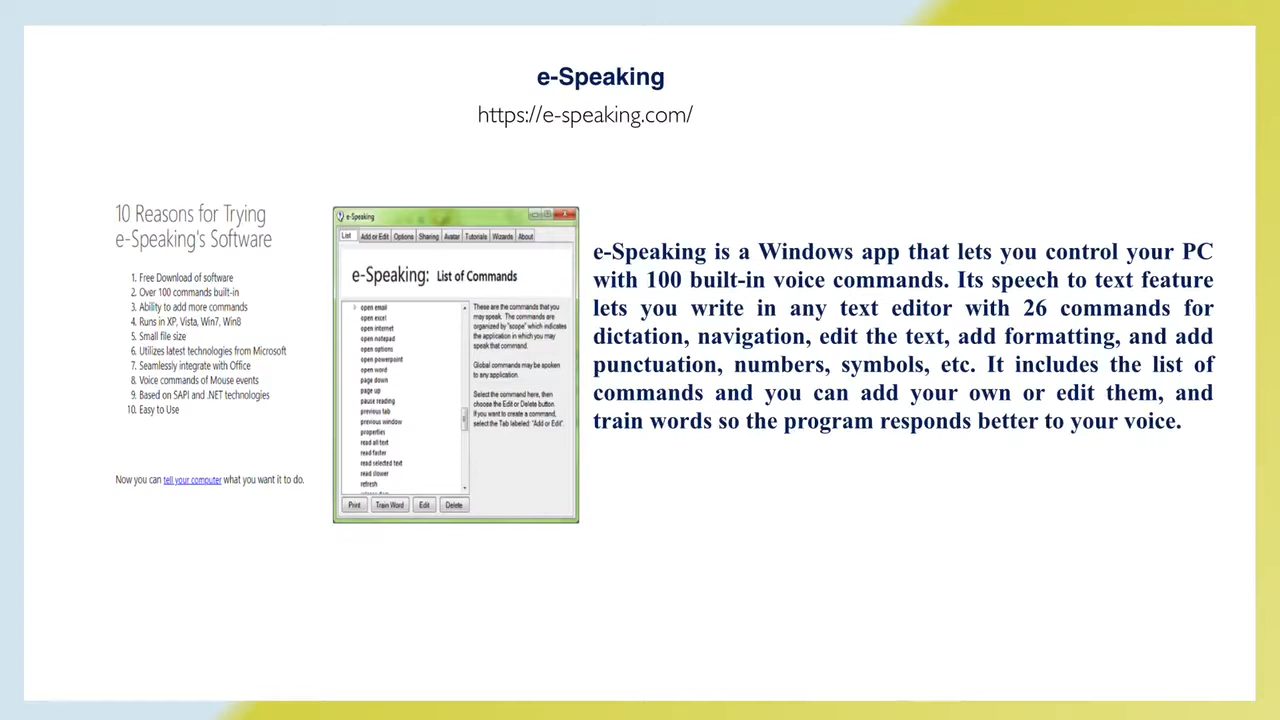 e-Speaking
https://e-speaking.com/
10 Reasons for Trying
e-Speaking's Software
1. Free Download of software
2. Over 100 commands built-in
3. Ability to add more commands
4. Runs in XP, Vista, Win7, Win8
5. Small file size
6. Utilizes latest technologies from Microsoft
7. Seamlessly integrate with Office
8. Voice commands of Mouse events
9. Based on SAPI and .NET technologies
10. Easy to Use
Now you can tell your computer what you want it to do.
e-Speaking
List Add or Edit Options Sharing Avatar Tutorials Wizards About
e-Speaking: List of Commands
open email
open excel
open internet
open notepad
open options
open powerpoint
open word
page down
page up
pause reading
previous tab
previous window
properties
read all text
read faster
read selected text
read slower
refresh
These are the commands that you
may speak. The commands are
organized by "scope" which indicates
the application in which you may
speak that command.
Global commands may be spoken
to any application.
Select the command here, then
choose the Edit or Delete button.
If you want to create a command,
select the Tab labeled: "Add or Edit".
Print Train Word Edit Delete
e-Speaking is a Windows app that lets you control your PC
with 100 built-in voice commands. Its speech to text feature
lets you write in any text editor with 26 commands for
dictation, navigation, edit the text, add formatting, and add
punctuation, numbers, symbols, etc. It includes the list of
commands and you can add your own or edit them, and
train words so the program responds better to your voice.